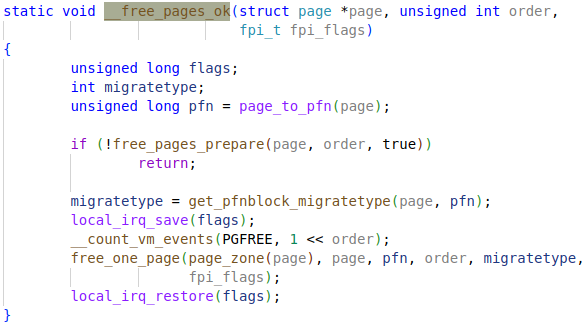 static void __free_pages_ok(struct page *page, unsigned int order,
                            fpi_t fpi_flags)
{
        unsigned long flags;
        int migratetype;
        unsigned long pfn = page_to_pfn(page);

        if (!free_pages_prepare(page, order, true))
                return;

        migratetype = get_pfnblock_migratetype(page, pfn);
        local_irq_save(flags);
        __count_vm_events(PGFREE, 1 << order);
        free_one_page(page_zone(page), page, pfn, order, migratetype,
                      fpi_flags);
        local_irq_restore(flags);
}